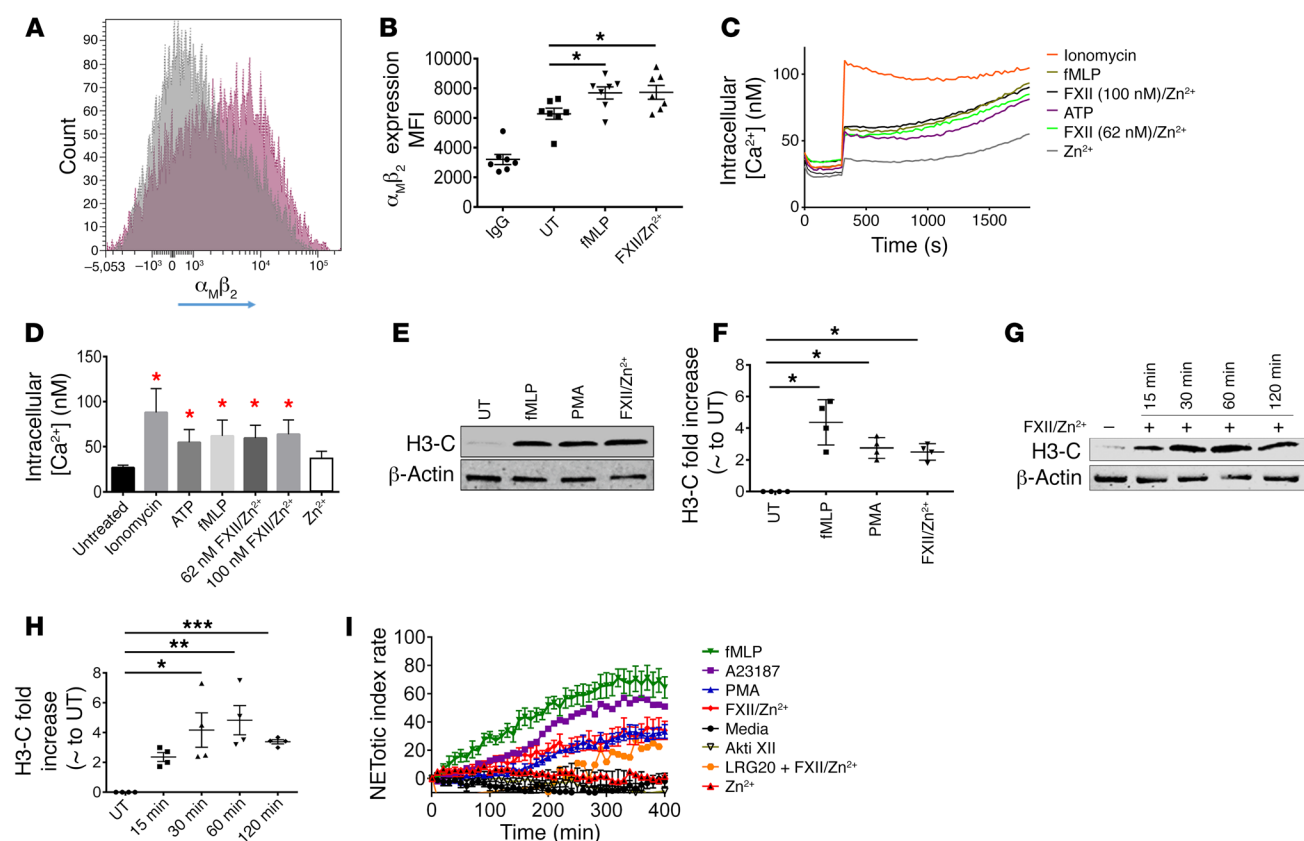 A
Count
90
80
70
60
50
40
30
20
10
0
–5,053
–10³
0
10³
10⁴
10⁵
αMβ2
B
αMβ2 expression
MFI
10000
8000
6000
4000
2000
0
*
*
IgG
UT
fMLP
FXII/Zn²⁺
C
Intracellular
[Ca²⁺] (nM)
100
50
0
0
500
1000
1500
Time (s)
Ionomycin
fMLP
FXII (100 nM)/Zn²⁺
ATP
FXII (62 nM)/Zn²⁺
Zn²⁺
D
Intracellular
[Ca²⁺] (nM)
150
100
50
0
*
*
*
*
*
Untreated
Ionomycin
ATP
fMLP
62 nM FXII/Zn²⁺
100 nM FXII/Zn²⁺
Zn²⁺
E
UT
fMLP
PMA
FXII/Zn²⁺
H3-C
β-Actin
F
H3-C fold increase
(~ to UT)
8
6
4
2
0
*
*
*
UT
fMLP
PMA
FXII/Zn²⁺
G
15 min
30 min
60 min
120 min
FXII/Zn²⁺ – + + + +
H3-C
β-Actin
H
H3-C fold
increase
(~ to UT)
8
6
4
2
0
***
**
*
UT
15 min
30 min
60 min
120 min
I
NETotic index rate
100
80
60
40
20
0
0
100
200
300
400
Time (min)
fMLP
A23187
PMA
FXII/Zn²⁺
Media
Akti XII
LRG20 + FXII/Zn²⁺
Zn²⁺